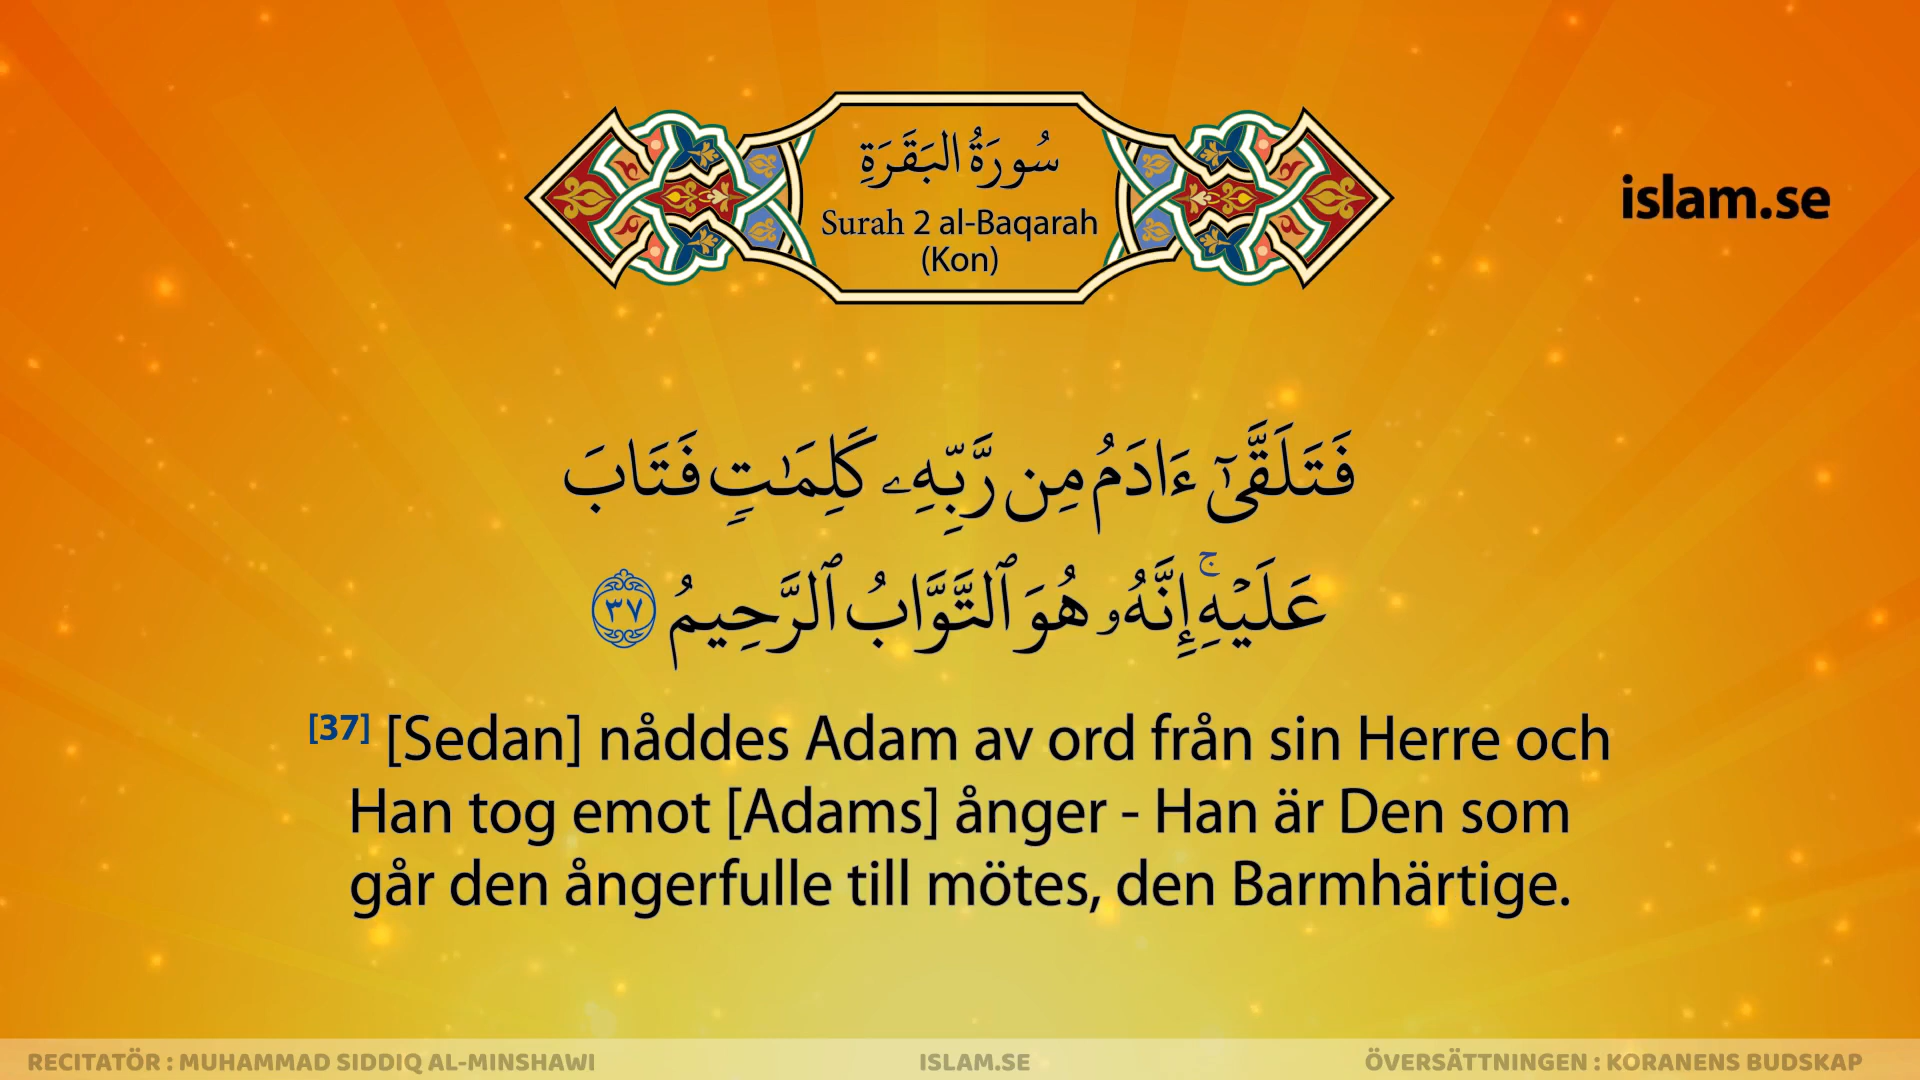 سُورَةُ البَقَرَةِ
Surah 2 al-Baqarah
(Kon)
islam.se
فَتَلَقَّىٰٓ ءَادَمُ مِن رَّبِّهِۦ كَلِمَٰتٖ فَتَابَ
عَلَيۡهِۚ إِنَّهُۥ هُوَ ٱلتَّوَّابُ ٱلرَّحِيمُ ٣٧
[37] [Sedan] nåddes Adam av ord från sin Herre och
Han tog emot [Adams] ånger - Han är Den som
går den ångerfulle till mötes, den Barmhärtige.
RECITATÖR : MUHAMMAD SIDDIQ AL-MINSHAWI
ISLAM.SE
ÖVERSÄTTNINGEN : KORANENS BUDSKAP